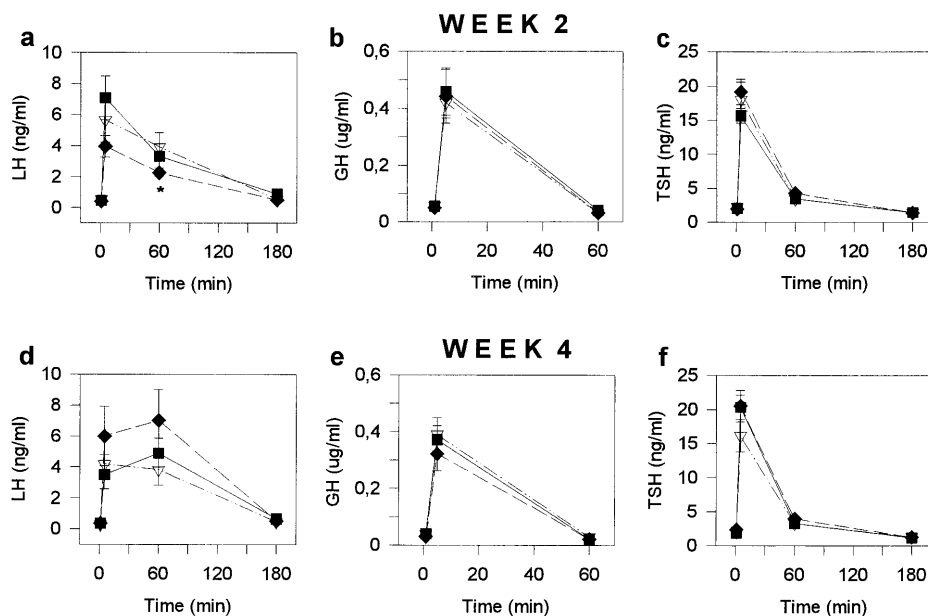 WEEK 2
a
10
8
6
4
2
0
LH (ng/ml)
0 60 120 180
Time (min)
b
0,6
0,4
0,2
0
GH (ug/ml)
0 20 40 60
Time (min)
c
25
20
15
10
5
0
TSH (ng/ml)
0 60 120 180
Time (min)
*
WEEK 4
d
10
8
6
4
2
0
LH (ng/ml)
0 60 120 180
Time (min)
e
0,6
0,4
0,2
0
GH (ug/ml)
0 20 40 60
Time (min)
f
25
20
15
10
5
0
TSH (ng/ml)
0 60 120 180
Time (min)